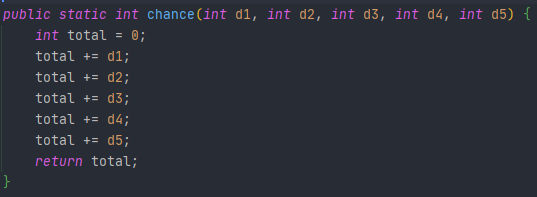 public static int chance(int d1, int d2, int d3, int d4, int d5) {
    int total = 0;
    total += d1;
    total += d2;
    total += d3;
    total += d4;
    total += d5;
    return total;
}